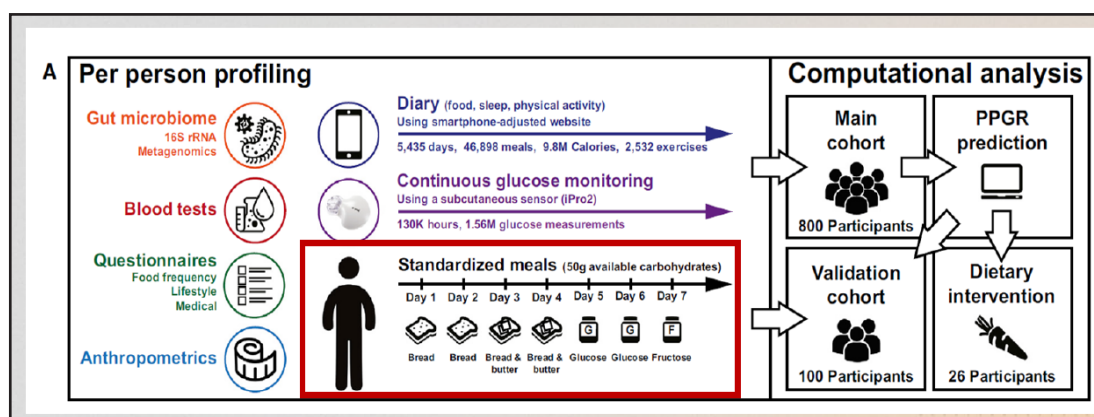 A
Per person profiling
Gut microbiome
16S rRNA
Metagenomics
Blood tests
Questionnaires
Food frequency
Lifestyle
Medical
Anthropometrics
Diary (food, sleep, physical activity)
Using smartphone-adjusted website
5,435 days, 46,898 meals, 9.8M Calories, 2,532 exercises
Continuous glucose monitoring
Using a subcutaneous sensor (iPro2)
130K hours, 1.56M glucose measurements
Standardized meals (50g available carbohydrates)
Day 1 Day 2 Day 3 Day 4 Day 5 Day 6 Day 7
G G F
Bread Bread Bread & Bread & Glucose Glucose Fructose
butter butter
Computational analysis
Main
cohort
800 Participants
PPGR
prediction
Validation
cohort
100 Participants
Dietary
intervention
26 Participants